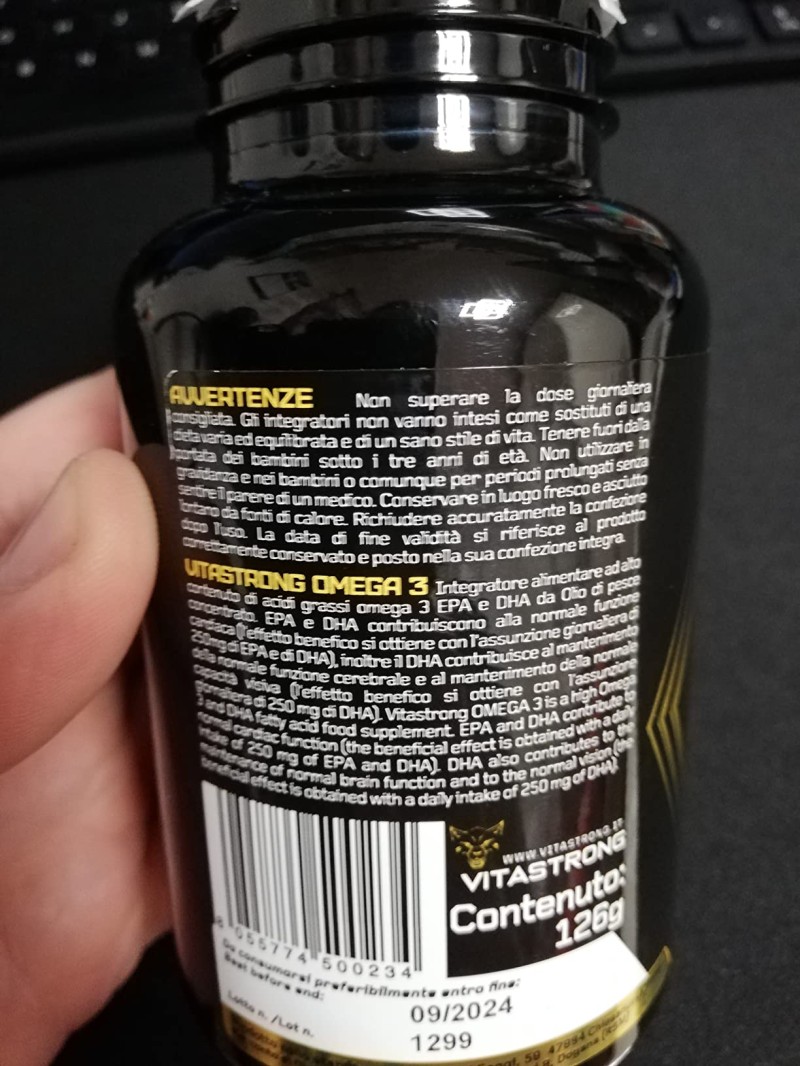 AVVERTENZE Non superare la dose giornaliera
consigliata. Gli integratori non vanno intesi come sostituti di una
dieta varia ed equilibrata e di un sano stile di vita. Tenere fuori dalla
portata dei bambini sotto i tre anni di età. Non utilizzare in
gravidanza e nei bambini o comunque per periodi prolungati senza
sentire il parere di un medico. Conservare in luogo fresco e asciutto
lontano da fonti di calore. Richiudere accuratamente la confezione
dopo l'uso. La data di fine validità si riferisce al prodotto
correttamente conservato e posto nella sua confezione integra.
VITASTRONG OMEGA 3 Integratore alimentare ad alto
contenuto di acidi grassi omega 3 EPA e DHA da Olio di pesce
concentrato. EPA e DHA contribuiscono alla normale funzione
cardiaca (l'effetto benefico si ottiene con l'assunzione giornaliera di
250mg di EPA e di DHA), inoltre il DHA contribuisce al mantenimento
della normale funzione cerebrale e al mantenimento della normale
capacità visiva (l'effetto benefico si ottiene con l'assunzione
giornaliera di 250 mg di DHA). Vitastrong OMEGA 3 is a high Omega
3 and DHA fatty acid food supplement. EPA and DHA contribute to
normal cardiac function (the beneficial effect is obtained with a daily
intake of 250 mg of EPA and DHA). DHA also contributes to the
maintenance of normal brain function and to the normal vision (the
beneficial effect is obtained with a daily intake of 250 mg of DHA).
WWW.VITASTRONG.IT
VITASTRONG
Contenuto:
126g
8 055774 500234
Da consumarsi preferibilmente entro fine:
Best before end:
09/2024
Lotto n. /Lot n.
1299
59, 47894
Dogana (RSM)